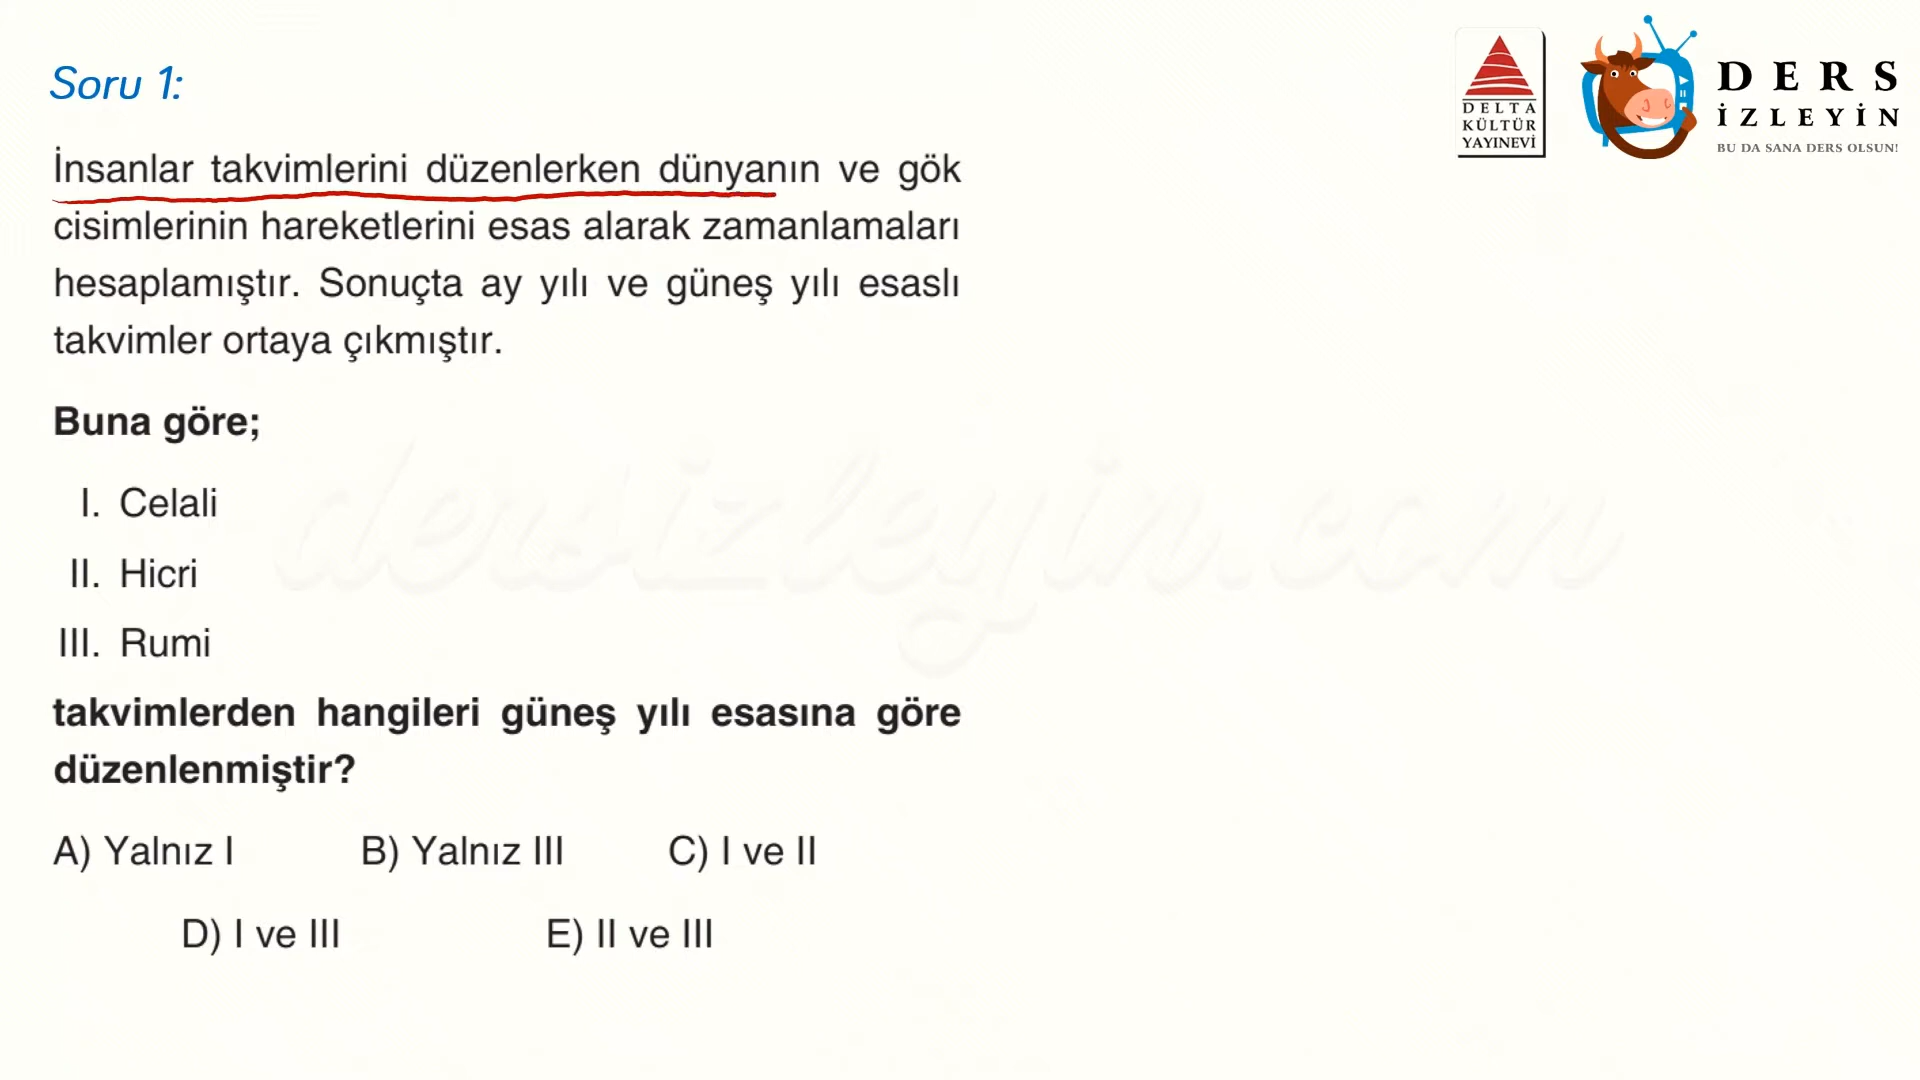 Soru 1:
DELTA
KÜLTÜR
YAYINEVİ
DERS
İZLEYİN
BU DA SANA DERS OLSUN!
İnsanlar takvimlerini düzenlerken dünyanın ve gök
cisimlerinin hareketlerini esas alarak zamanlamaları
hesaplamıştır. Sonuçta ay yılı ve güneş yılı esaslı
takvimler ortaya çıkmıştır.
Buna göre;
I. Celali
II. Hicri
III. Rumi
takvimlerden hangileri güneş yılı esasına göre
düzenlenmiştir?
A) Yalnız I B) Yalnız III C) I ve II
D) I ve III E) II ve III
dersizleyin.com